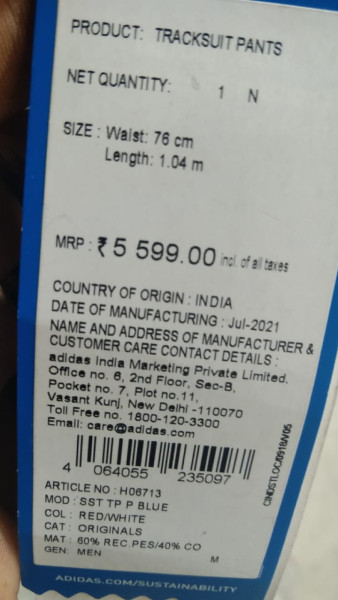 PRODUCT: TRACKSUIT PANTS
NET QUANTITY: 1 N
SIZE : Waist: 76 cm
Length: 1.04 m
MRP : ₹ 5 599.00 incl. of all taxes
COUNTRY OF ORIGIN : INDIA
DATE OF MANUFACTURING : Jul-2021
NAME AND ADDRESS OF MANUFACTURER &
CUSTOMER CARE CONTACT DETAILS :
adidas India Marketing Private Limited,
Office no. 6, 2nd Floor, Sec-B,
Pocket no. 7, Plot no.11,
Vasant Kunj, New Delhi -110070
Toll Free no. 1800-120-3300
Email: care@adidas.com
4 064055 235097
CINDSTLOC/0918/V05
ARTICLE NO : H06713
MOD : SST TP P BLUE
COL : RED/WHITE
CAT : ORIGINALS
MAT : 60% REC.PES/40% CO
GEN: MEN M
ADIDAS.COM/SUSTAINABILITY